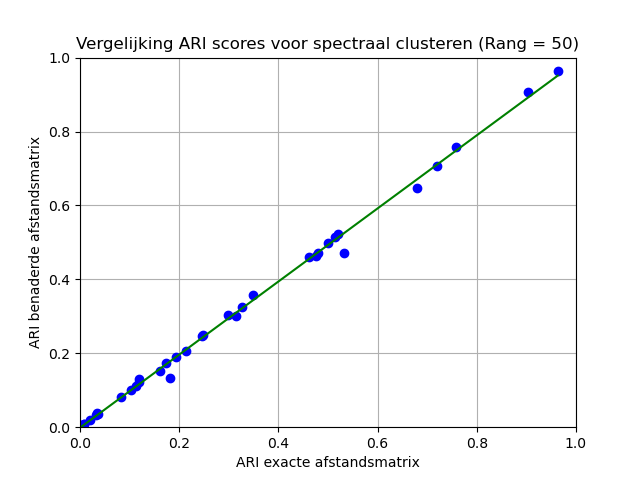 Vergelijking ARI scores voor spectraal clusteren (Rang = 50)
1.0
0.8
0.6
0.4
0.2
0.0
ARI benaderde afstandsmatrix
0.0 0.2 0.4 0.6 0.8 1.0
ARI exacte afstandsmatrix